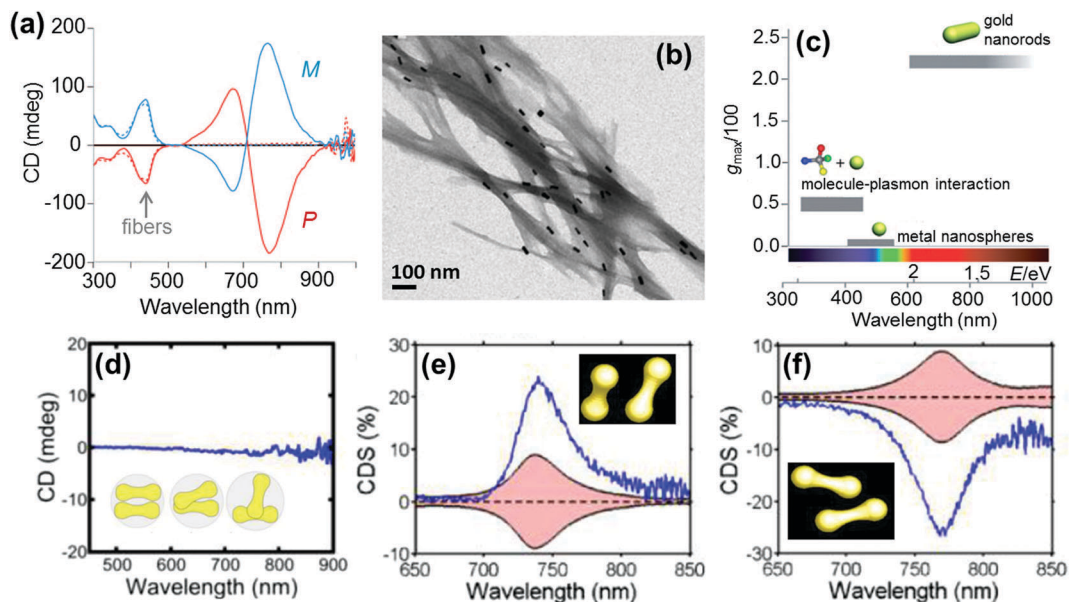 (a)
200
100
0
-100
-200
CD (mdeg)
M
P
fibers
300
500
700
900
Wavelength (nm)
(b)
100 nm
(c)
2.5
2.0
1.5
1.0
0.5
0.0
gmax/100
gold
nanorods
+
molecule-plasmon interaction
metal nanospheres
2
1,5
E/eV
300
400
600
800
1000
Wavelength (nm)
(d)
20
10
0
-10
-20
CD (mdeg)
500
600
700
800
900
Wavelength (nm)
(e)
30
20
10
0
-10
CDS (%)
650
700
750
800
850
Wavelength (nm)
(f)
10
0
-10
-20
-30
CDS (%)
650
700
750
800
850
Wavelength (nm)